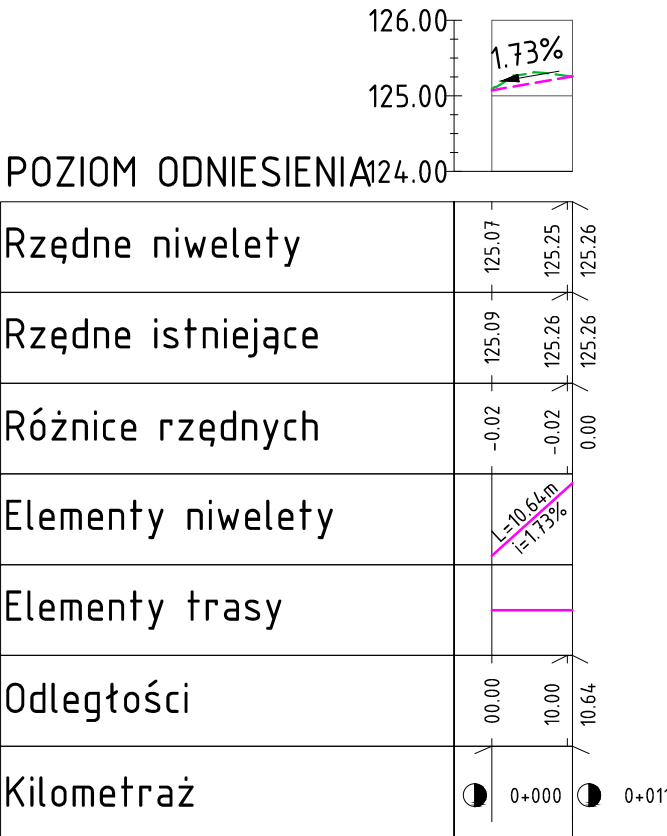 126.00
1.73%
125.00
POZIOM ODNIESIENIA 124.00
Rzędne niwelety 125.07 125.25 125.26
Rzędne istniejące 125.09 125.26 125.26
Różnice rzędnych -0.02 -0.02 0.00
Elementy niwelety L=10.64m i=1.73%
Elementy trasy
Odległości 00.00 10.00 10.64
Kilometraż 0+000 0+011